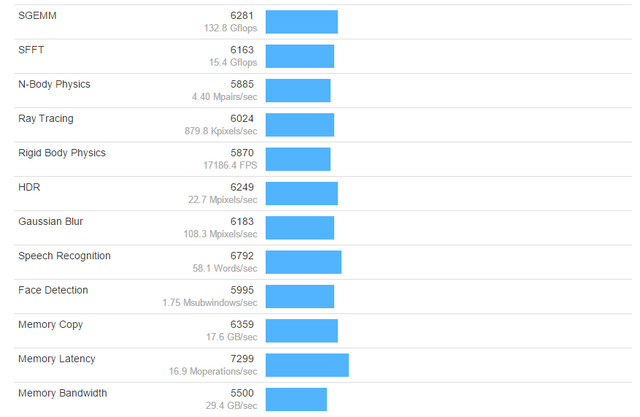 SGEMM 6281
132.8 Gflops
SFFT 6163
15.4 Gflops
N-Body Physics 5885
4.40 Mpairs/sec
Ray Tracing 6024
879.8 Kpixels/sec
Rigid Body Physics 5870
17186.4 FPS
HDR 6249
22.7 Mpixels/sec
Gaussian Blur 6183
108.3 Mpixels/sec
Speech Recognition 6792
58.1 Words/sec
Face Detection 5995
1.75 Msubwindows/sec
Memory Copy 6359
17.6 GB/sec
Memory Latency 7299
16.9 Moperations/sec
Memory Bandwidth 5500
29.4 GB/sec